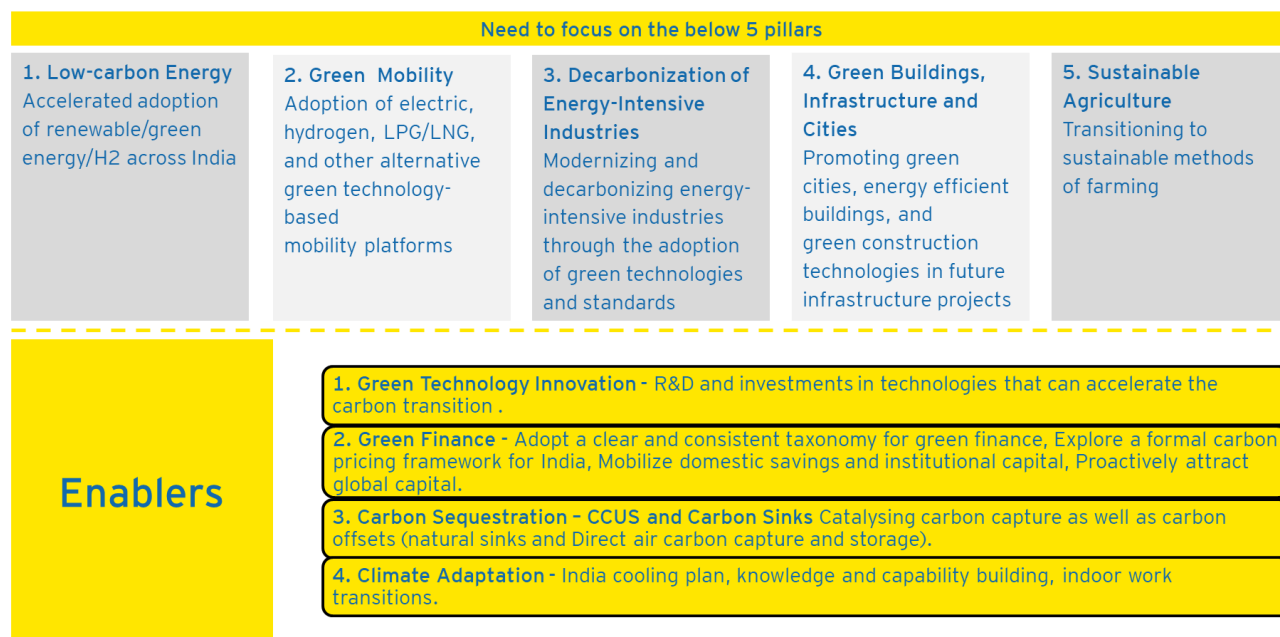 Need to focus on the below 5 pillars
1. Low-carbon Energy
Accelerated adoption
of renewable/green
energy/H2 across India
2. Green Mobility
Adoption of electric,
hydrogen, LPG/LNG,
and other alternative
green technology-
based
mobility platforms
3. Decarbonization of
Energy-Intensive
Industries
Modernizing and
decarbonizing energy-
intensive industries
through the adoption
of green technologies
and standards
4. Green Buildings,
Infrastructure and
Cities
Promoting green
cities, energy efficient
buildings, and
green construction
technologies in future
infrastructure projects
5. Sustainable
Agriculture
Transitioning to
sustainable methods
of farming
Enablers
1. Green Technology Innovation - R&D and investments in technologies that can accelerate the
carbon transition .
2. Green Finance - Adopt a clear and consistent taxonomy for green finance, Explore a formal carbon
pricing framework for India, Mobilize domestic savings and institutional capital, Proactively attract
global capital.
3. Carbon Sequestration – CCUS and Carbon Sinks Catalysing carbon capture as well as carbon
offsets (natural sinks and Direct air carbon capture and storage).
4. Climate Adaptation - India cooling plan, knowledge and capability building, indoor work
transitions.